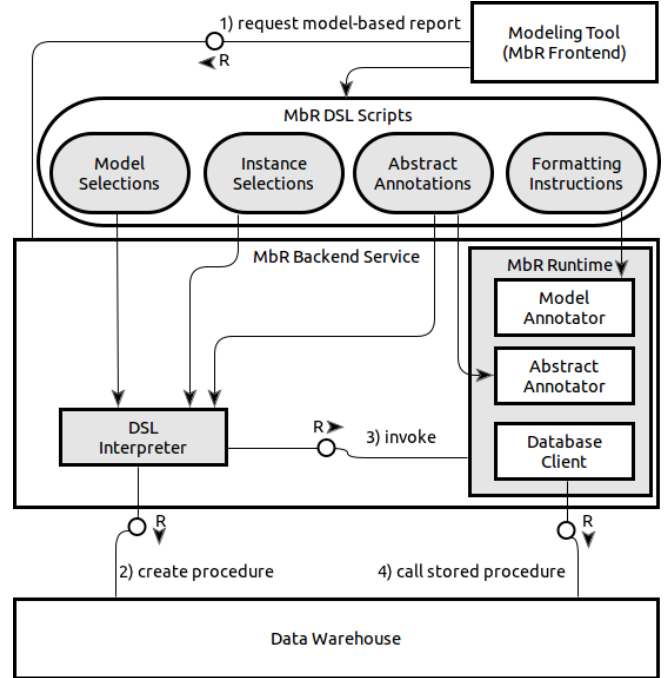 1) request model-based report
R
Modeling Tool
(MbR Frontend)
MbR DSL Scripts
Model
Selections
Instance
Selections
Abstract
Annotations
Formatting
Instructions
MbR Backend Service
MbR Runtime
Model
Annotator
Abstract
Annotator
DSL
Interpreter
R
3) invoke
Database
Client
R
2) create procedure
R
4) call stored procedure
Data Warehouse